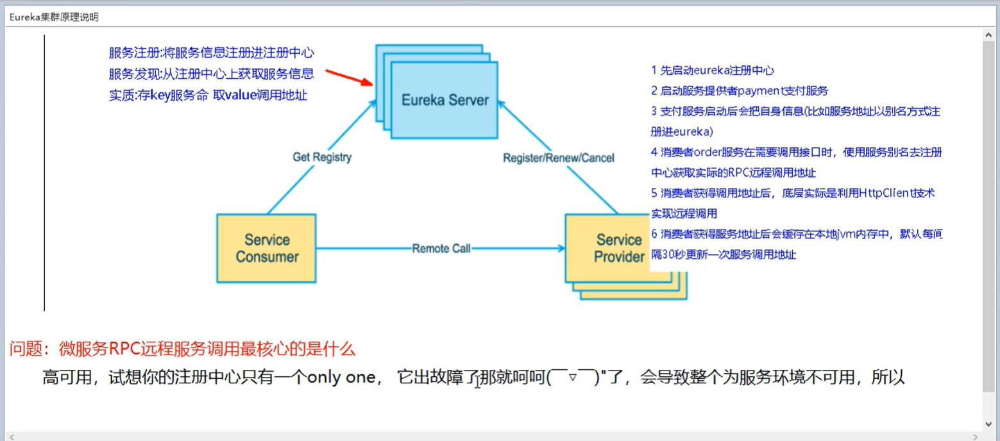 Eureka集群原理说明
服务注册:将服务信息注册进注册中心
服务发现:从注册中心上获取服务信息
实质:存key服务命 取value调用地址
Eureka Server
Get Registry
Register/Renew/Cancel
Service
Consumer
Remote Call
Service
Provider
1 先启动eureka注册中心
2 启动服务提供者payment支付服务
3 支付服务启动后会把自身信息(比如服务地址以别名方式注
册进eureka)
4 消费者order服务在需要调用接口时，使用服务别名去注册
中心获取实际的RPC远程调用地址
5 消费者获得调用地址后，底层实际是利用HttpClient技术
实现远程调用
6 消费者获得服务地址后会缓存在本地jvm内存中，默认每间
隔30秒更新一次服务调用地址
问题：微服务RPC远程服务调用最核心的是什么
高可用，试想你的注册中心只有一个only one， 它出故障了那就呵呵(￣▽￣)"了，会导致整个为服务环境不可用，所以